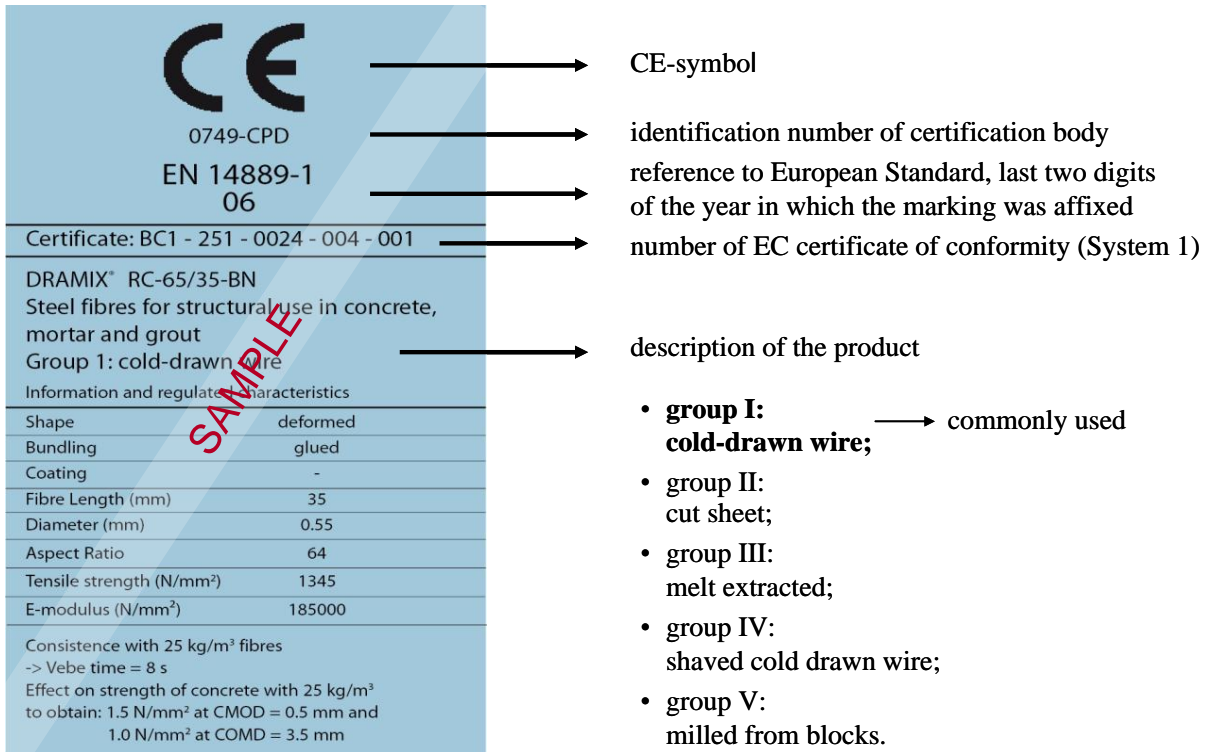 CE
0749-CPD
EN 14889-1
06
Certificate: BC1 - 251 - 0024 - 004 - 001
DRAMIX® RC-65/35-BN
Steel fibres for structural use in concrete,
mortar and grout
Group 1: cold-drawn wire
Information and regulated characteristics
Shape deformed
Bundling glued
Coating -
Fibre Length (mm) 35
Diameter (mm) 0.55
Aspect Ratio 64
Tensile strength (N/mm²) 1345
E-modulus (N/mm²) 185000
Consistence with 25 kg/m³ fibres
-> Vebe time = 8 s
Effect on strength of concrete with 25 kg/m³
to obtain: 1.5 N/mm² at CMOD = 0.5 mm and
1.0 N/mm² at COMD = 3.5 mm
SAMPLE
CE-symbol
identification number of certification body
reference to European Standard, last two digits
of the year in which the marking was affixed
number of EC certificate of conformity (System 1)
description of the product
• group I:
cold-drawn wire;
commonly used
• group II:
cut sheet;
• group III:
melt extracted;
• group IV:
shaved cold drawn wire;
• group V:
milled from blocks.